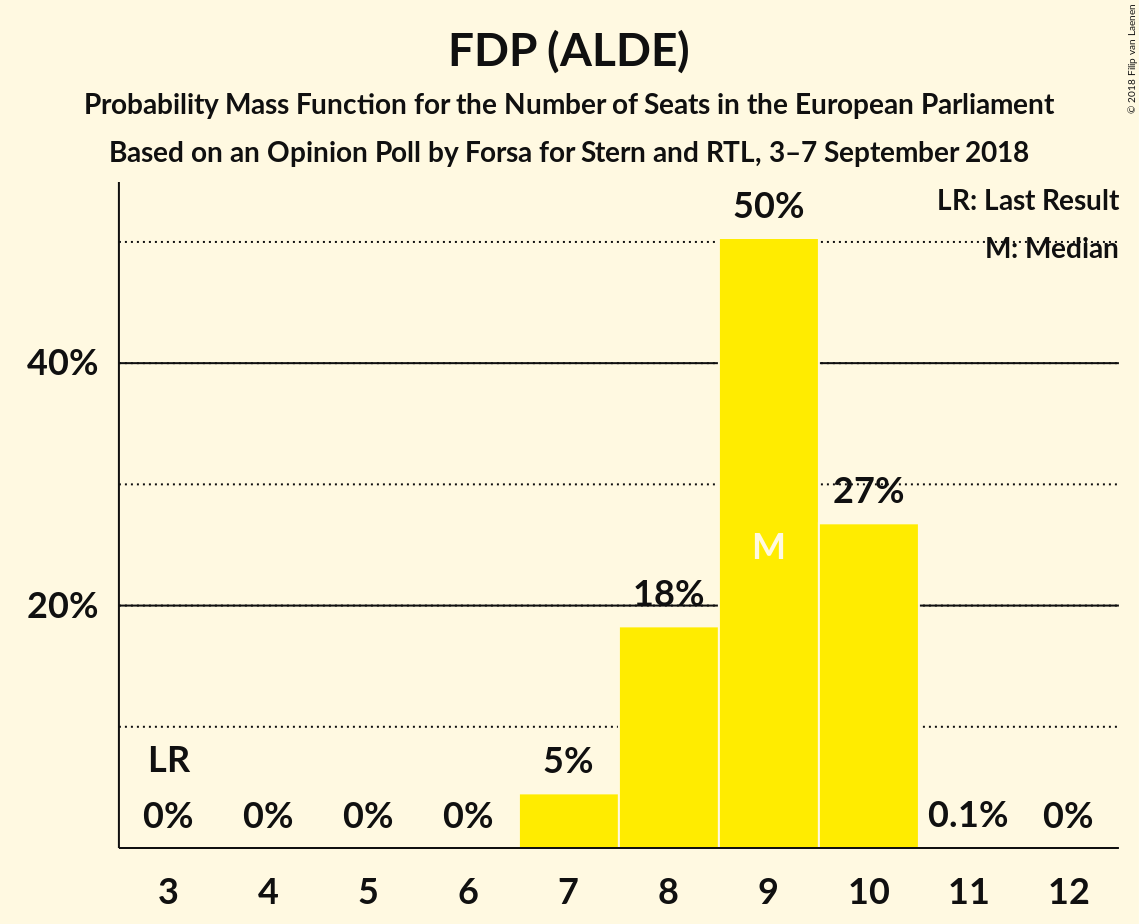 FDP (ALDE)
Probability Mass Function for the Number of Seats in the European Parliament
Based on an Opinion Poll by Forsa for Stern and RTL, 3–7 September 2018
© 2018 Filip van Laenen
LR: Last Result
M: Median
50%
40%
27%
M
20%
18%
LR
5%
0%
0%
0%
0%
0.1%
0%
3
4
5
6
7
8
9
10
11
12